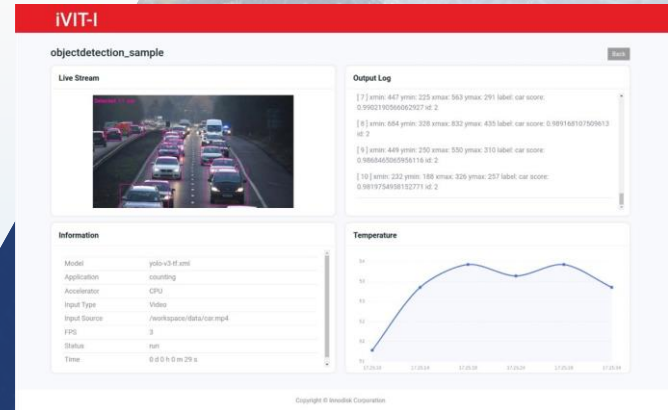 iVIT-I
objectdetection_sample
Back
Live Stream
Output Log
[ 7 ] xmin: 447 ymin: 225 xmax: 563 ymax: 291 label: car score:
0.9902190566062927 id: 2
[ 8 ] xmin: 684 ymin: 328 xmax: 832 ymax: 435 label: car score: 0.989168107509613
id: 2
[ 9 ] xmin: 449 ymin: 250 xmax: 550 ymax: 310 label: car score:
0.9868465065956116 id: 2
[ 10 ] xmin: 232 ymin: 188 xmax: 326 ymax: 257 label: car score:
0.9819754958152771 id: 2
Information
Model yolo-v3-tf.xml
Application counting
Accelerator CPU
Input Type Video
Input Source /workspace/data/car.mp4
FPS 3
Status run
Time 0 d 0 h 0 m 29 s
Temperature
Copyright © Innodisk Corporation